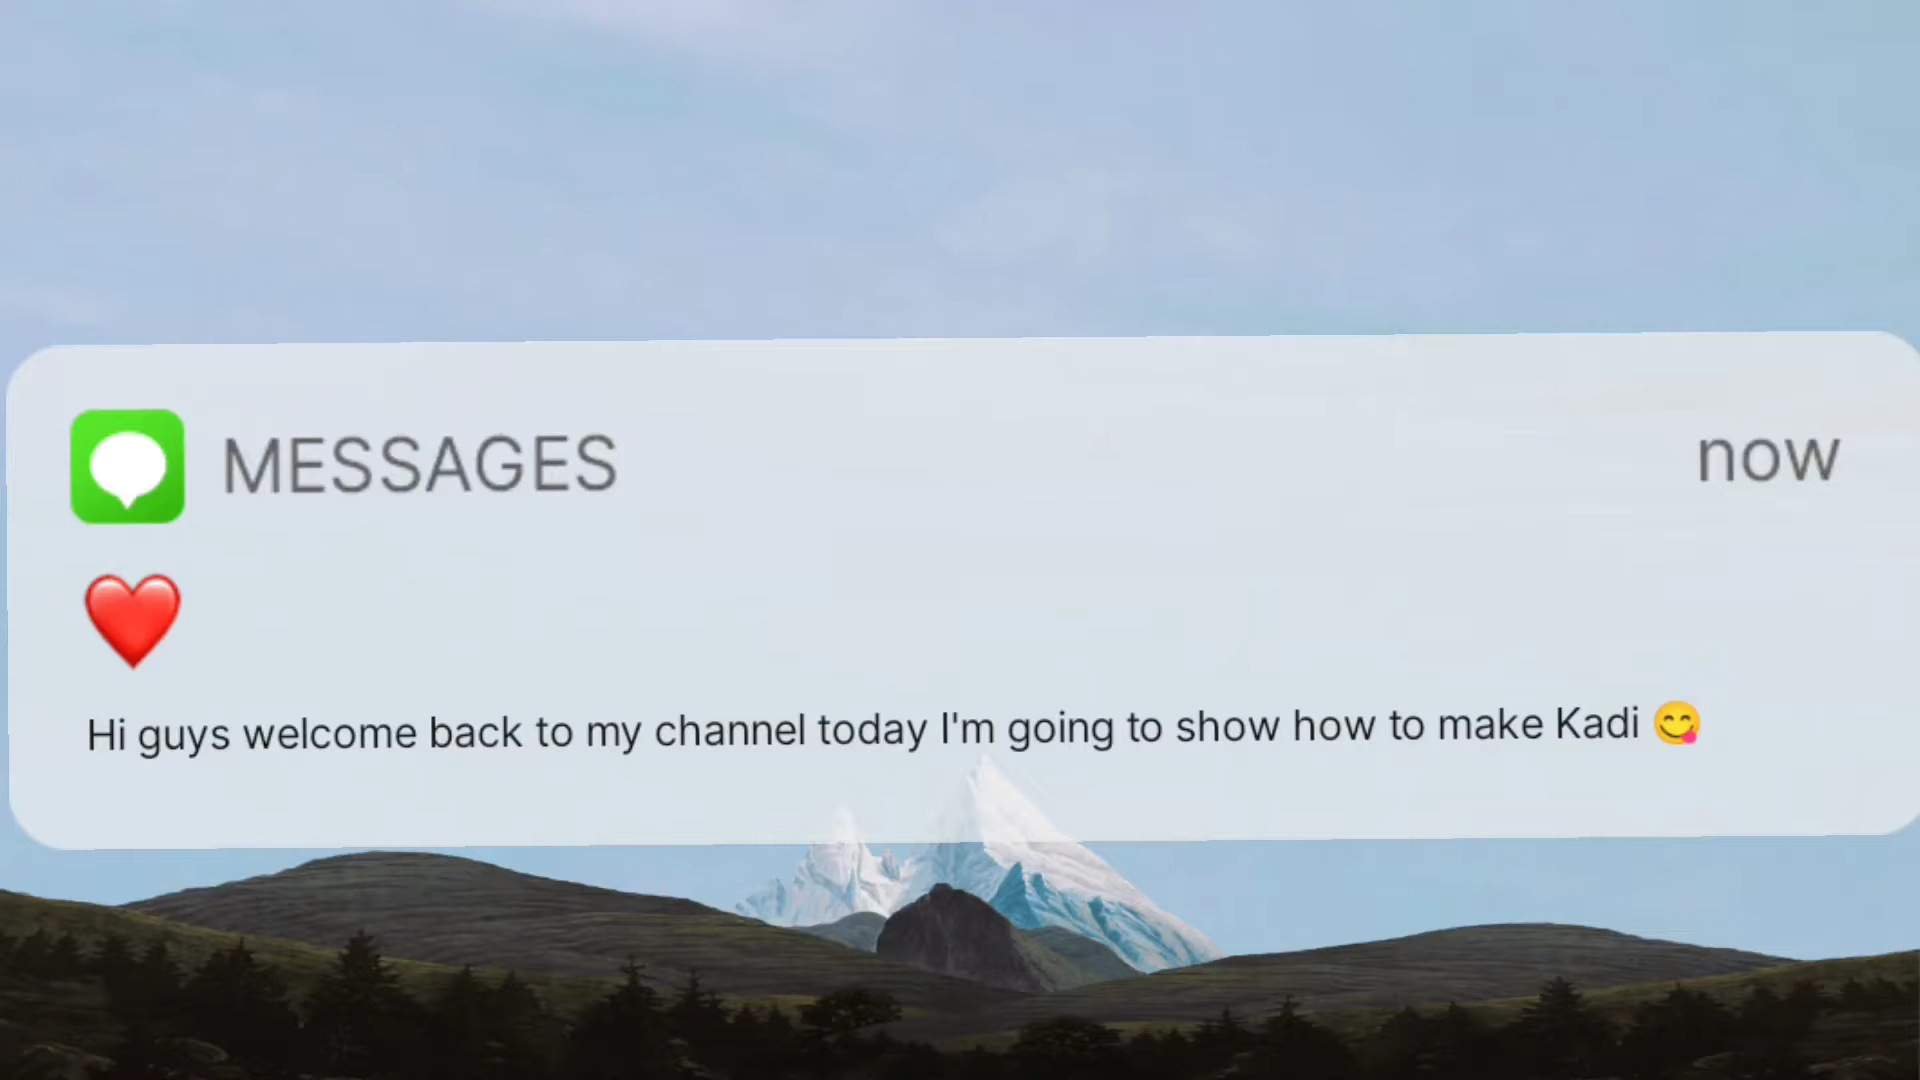 MESSAGES now
❤️
Hi guys welcome back to my channel today I'm going to show how to make Kadi 😋